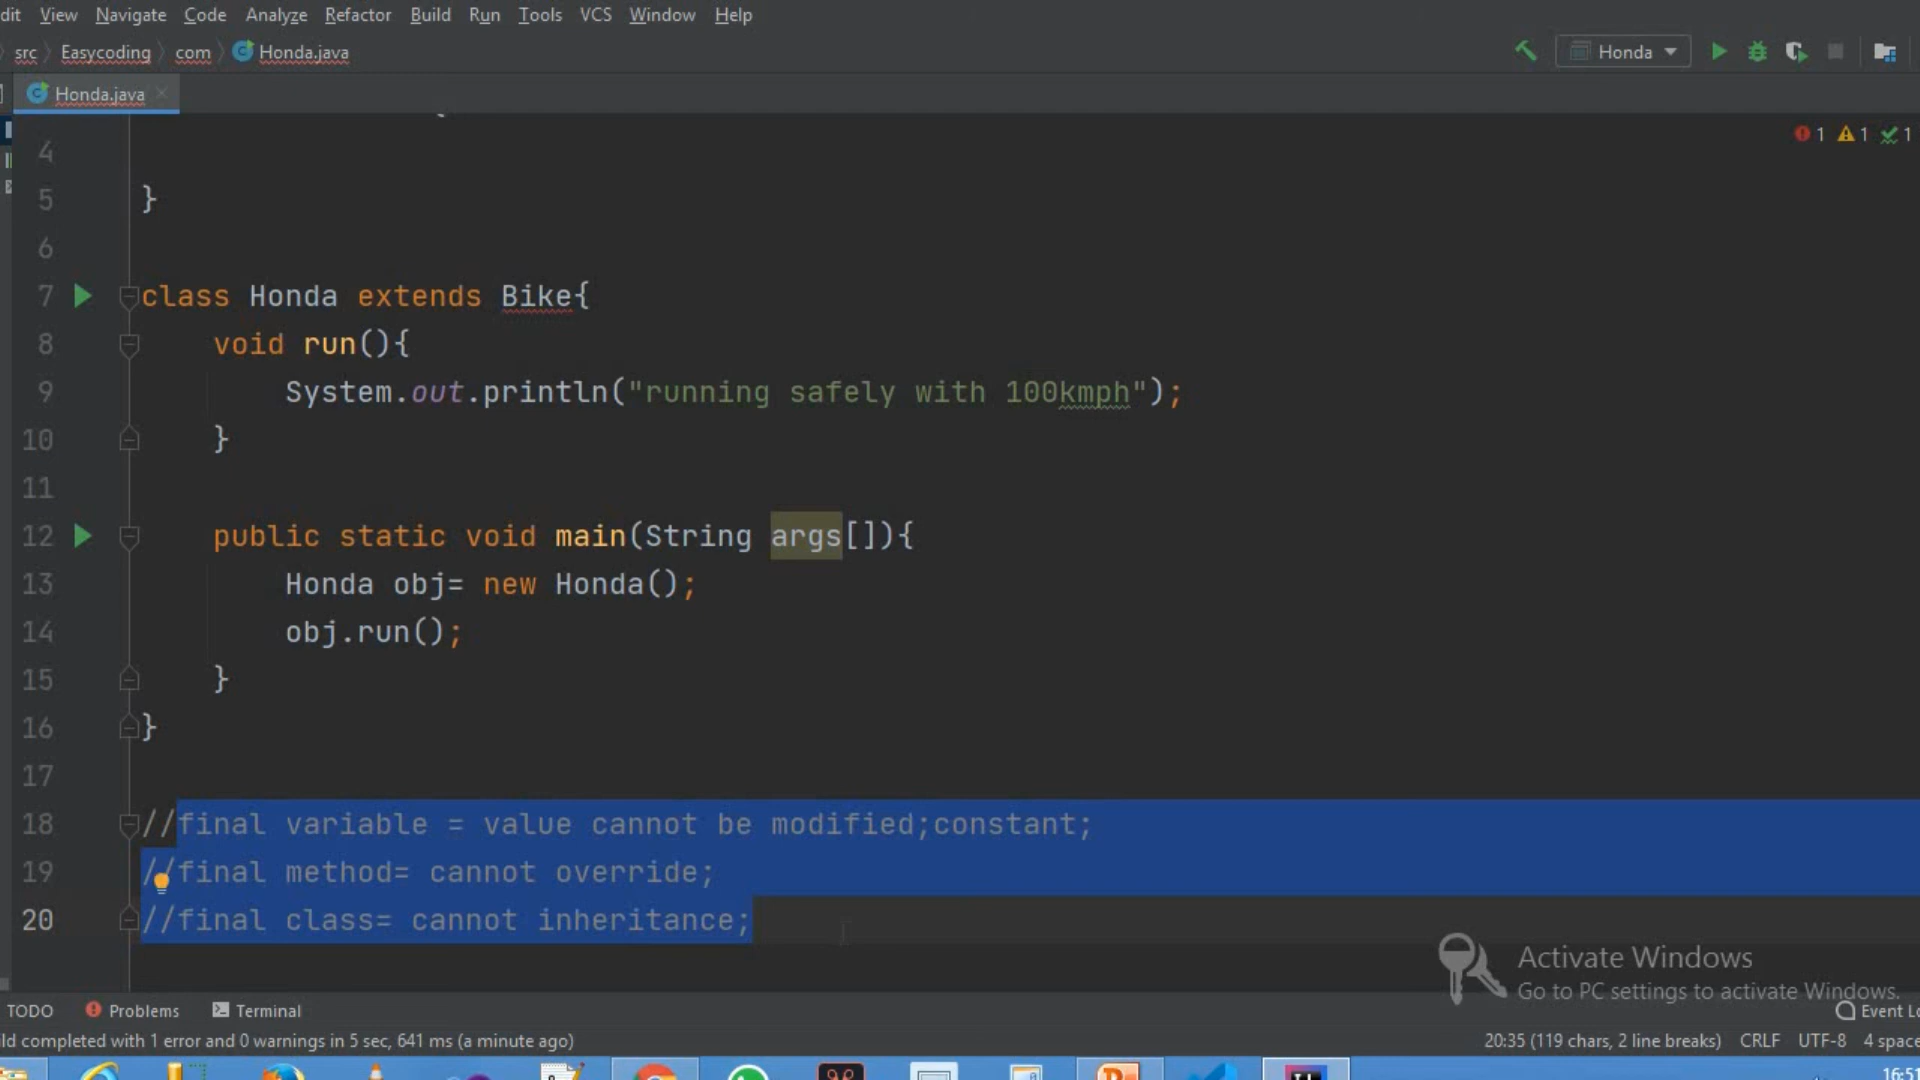 dit View Navigate Code Analyze Refactor Build Run Tools VCS Window Help
src Easycoding com Honda.java
Honda
Honda.java
1 1 1
4
5 }
6
7 class Honda extends Bike{
8 void run(){
9 System.out.println("running safely with 100kmph");
10 }
11
12 public static void main(String args[]){
13 Honda obj= new Honda();
14 obj.run();
15 }
16 }
17
18 //final variable = value cannot be modified;constant;
19 //final method= cannot override;
20 //final class= cannot inheritance;
Activate Windows
Go to PC settings to activate Windows.
TODO Problems Terminal Event Lo
ld completed with 1 error and 0 warnings in 5 sec, 641 ms (a minute ago) 20:35 (119 chars, 2 line breaks) CRLF UTF-8 4 space
16:51